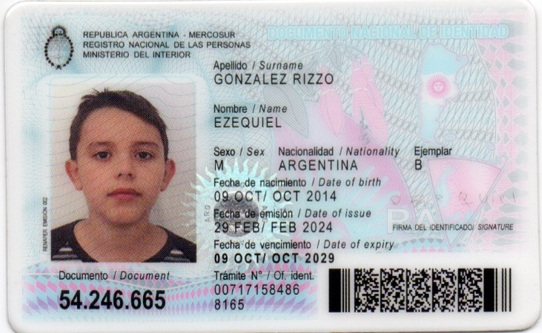 REPUBLICA ARGENTINA - MERCOSUR
REGISTRO NACIONAL DE LAS PERSONAS
MINISTERIO DEL INTERIOR
DOCUMENTO NACIONAL DE IDENTIDAD
Apellido / Surname
GONZALEZ RIZZO
Nombre / Name
EZEQUIEL
Sexo / Sex Nacionalidad / Nationality Ejemplar
M ARGENTINA B
Fecha de nacimiento / Date of birth
09 OCT/ OCT 2014
Fecha de emisión / Date of issue
29 FEB/ FEB 2024
FIRMA DEL IDENTIFICADO/ SIGNATURE
Fecha de vencimiento / Date of expiry
09 OCT/ OCT 2029
Documento / Document
54.246.665
Trámite N° / Of. ident.
00717158486
8165